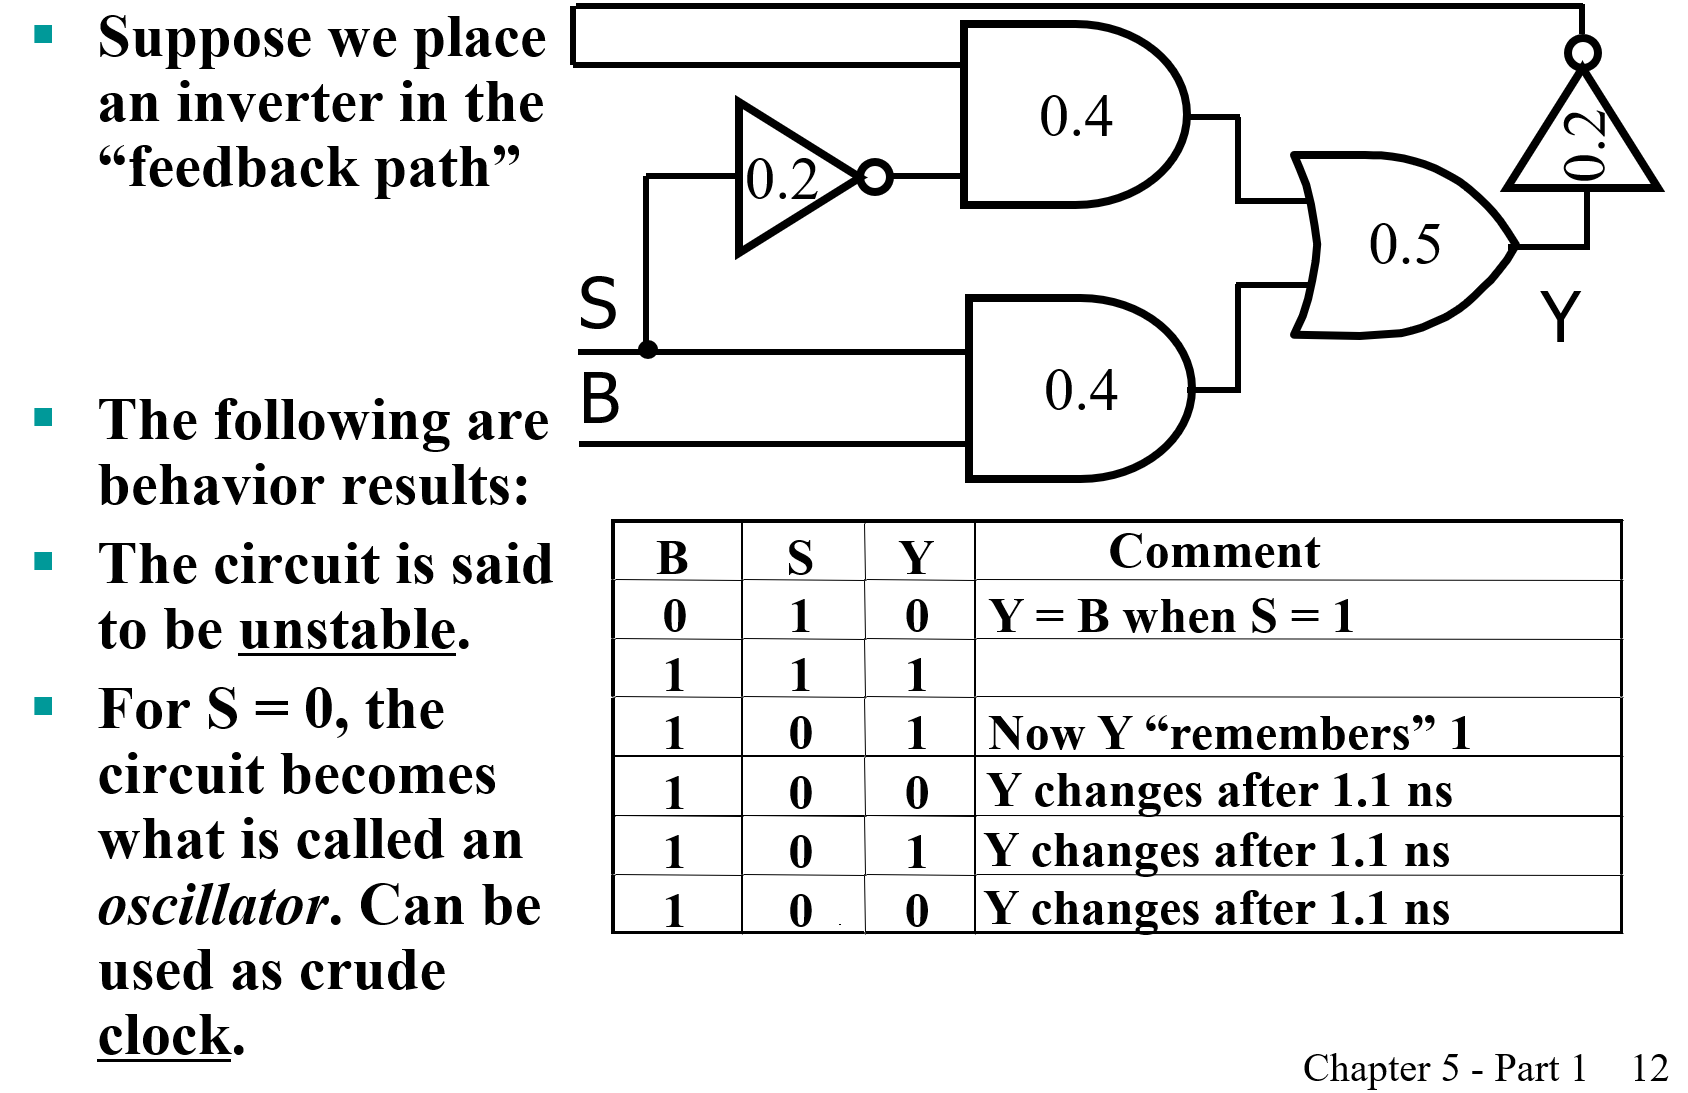 Suppose we place
an inverter in the
“feedback path”
0.4
0.2
0.2
0.5
S
B
Y
0.4
The following are
behavior results:
The circuit is said
to be unstable.
For S = 0, the
circuit becomes
what is called an
oscillator. Can be
used as crude
clock.
B S Y Comment
0 1 0 Y = B when S = 1
1 1 1
1 0 1 Now Y “remembers” 1
1 0 0 Y changes after 1.1 ns
1 0 1 Y changes after 1.1 ns
1 0 0 Y changes after 1.1 ns
Chapter 5 - Part 1 12